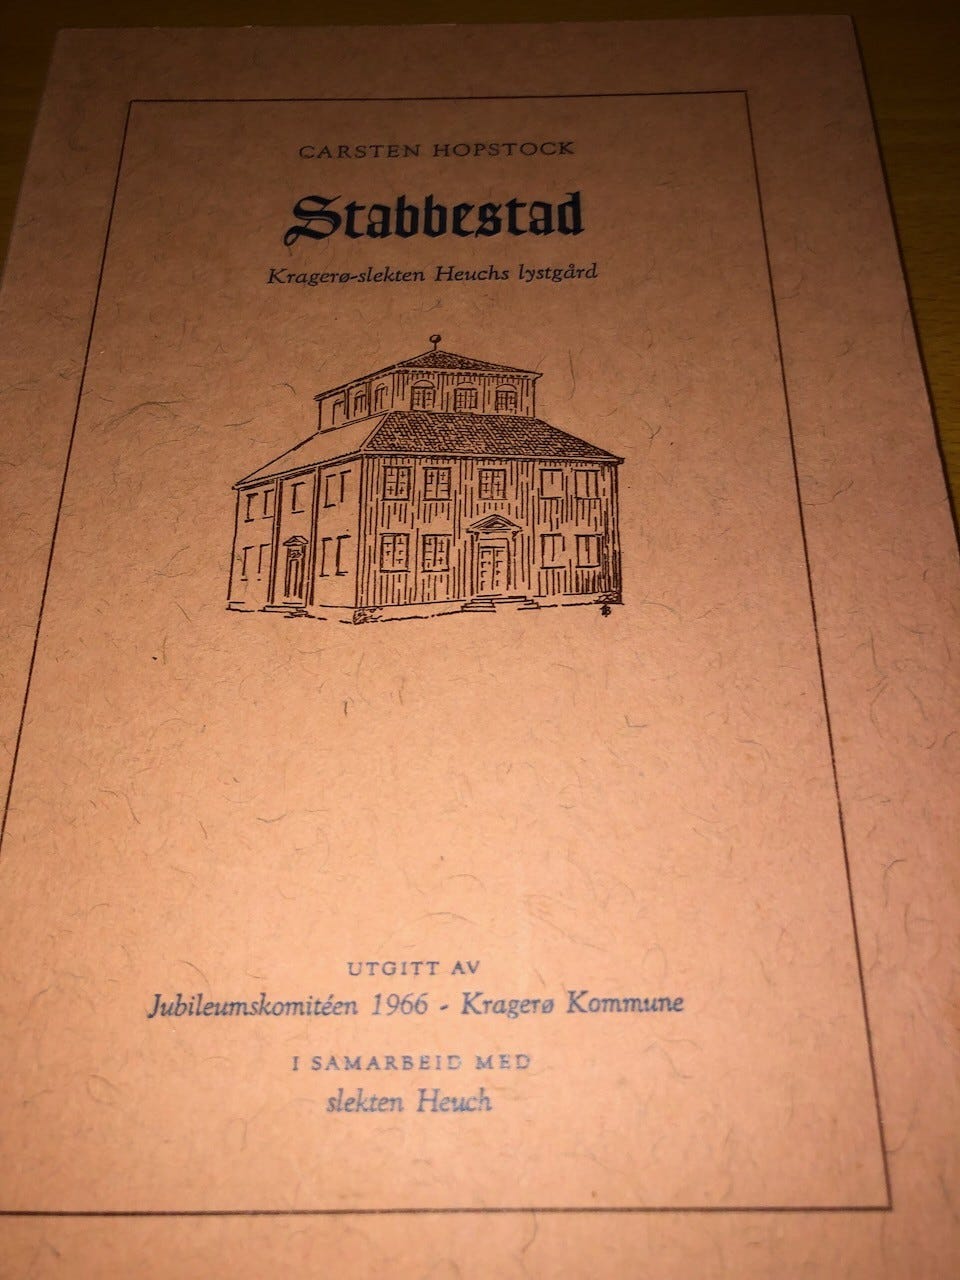 CARSTEN HOPSTOCK
Stabbestad
Kragerø-slekten Heuchs lystgård
UTGITT AV
Jubileumskomitéen 1966 - Kragerø Kommune
I SAMARBEID MED
slekten Heuch